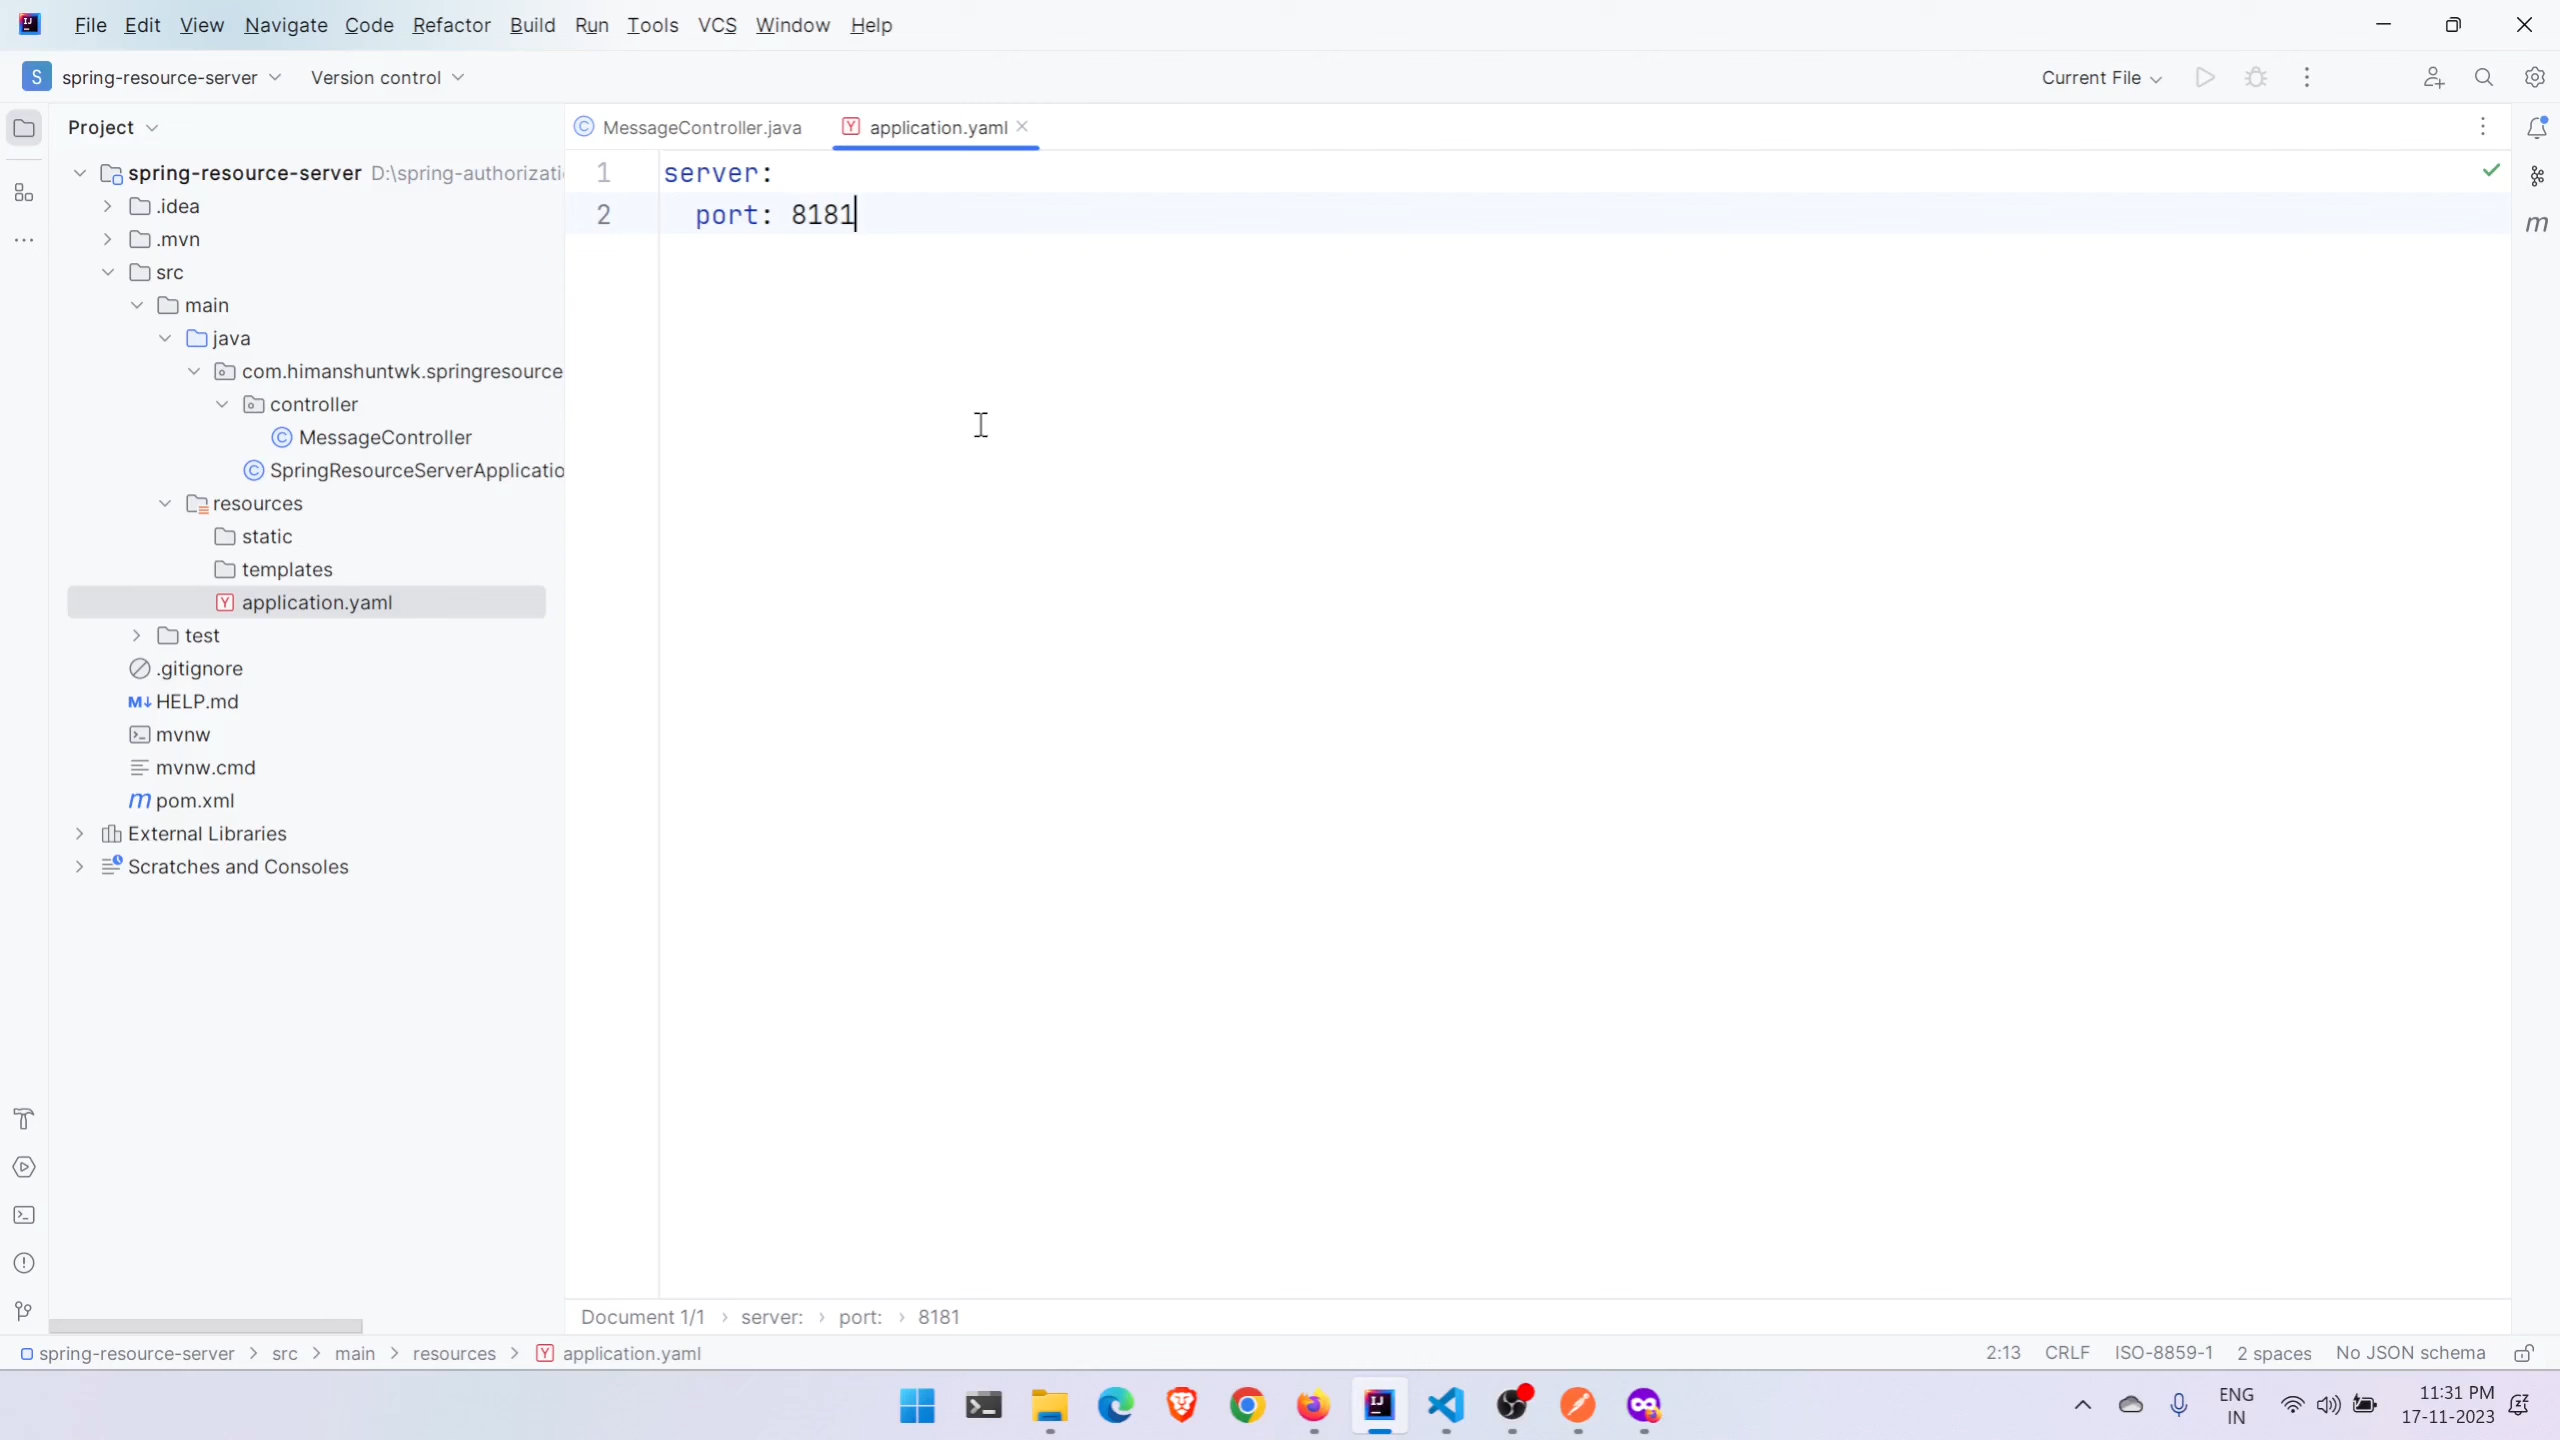 File Edit View Navigate Code Refactor Build Run Tools VCS Window Help
S spring-resource-server Version control Current File
Project
MessageController.java application.yaml
spring-resource-server D:\spring-authorizati
.idea
.mvn
src
main
java
com.himanshuntwk.springresource
controller
MessageController
SpringResourceServerApplicatio
resources
static
templates
application.yaml
test
.gitignore
HELP.md
mvnw
mvnw.cmd
pom.xml
External Libraries
Scratches and Consoles
1 server:
2 port: 8181
Document 1/1 › server: › port: › 8181
spring-resource-server > src > main > resources > application.yaml
2:13 CRLF ISO-8859-1 2 spaces No JSON schema
ENG
IN
11:31 PM
17-11-2023